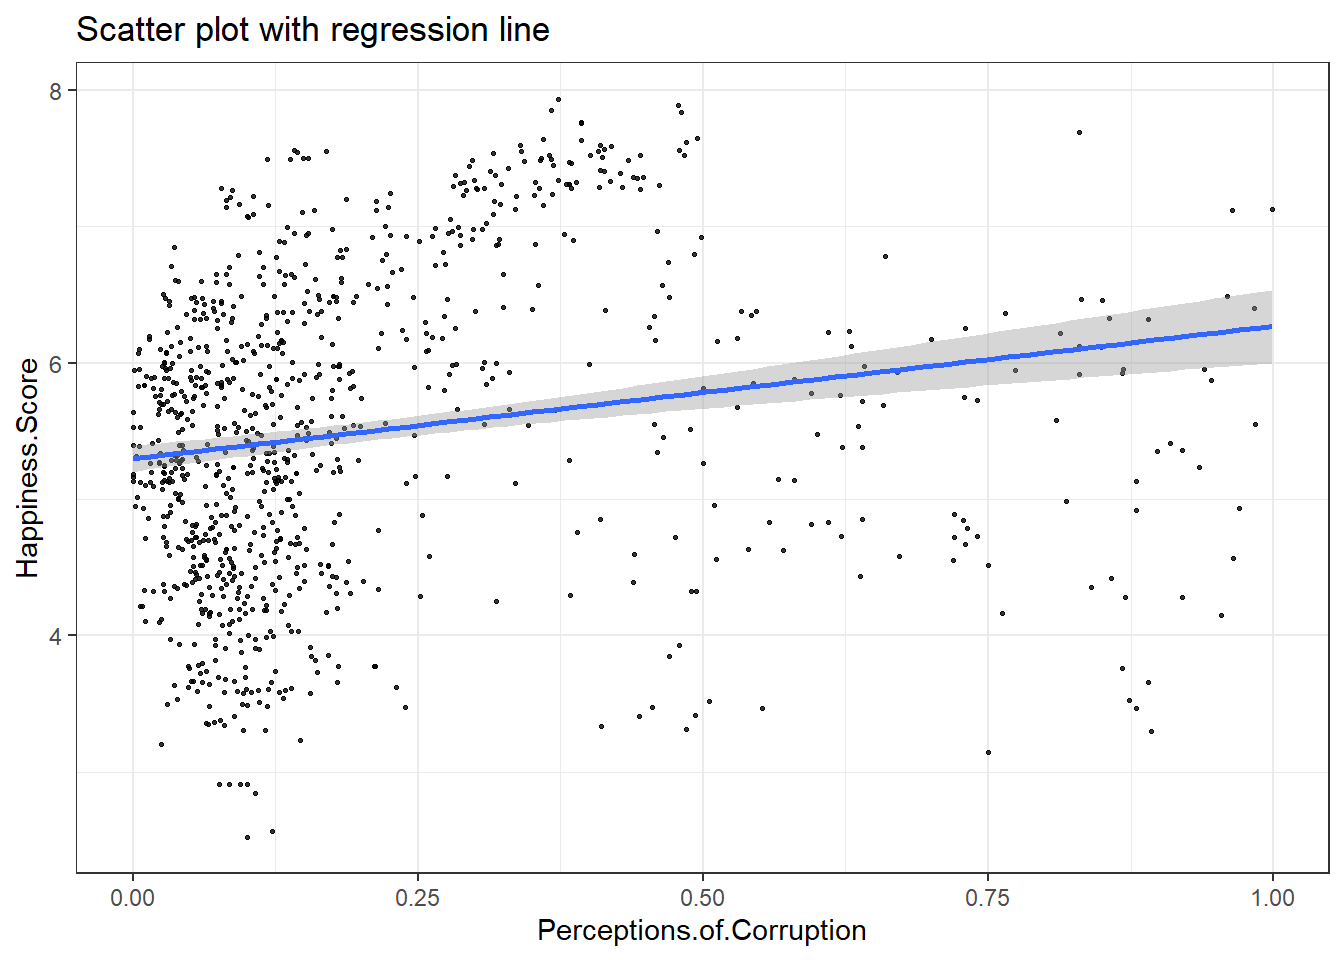 Scatter plot with regression line
8
6
4
Happiness.Score
0.00 0.25 0.50 0.75 1.00
Perceptions.of.Corruption